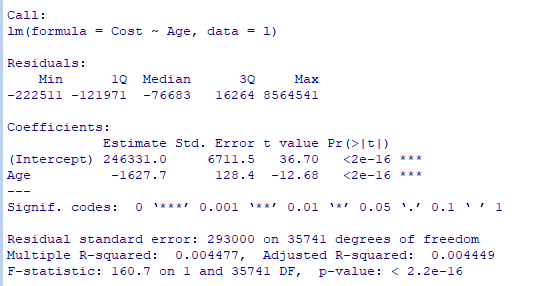 Call:
lm(formula = Cost ~ Age, data = l)
Residuals:
Min 1Q Median 3Q Max
-222511 -121971 -76683 16264 8564541
Coefficients:
Estimate Std. Error t value Pr(>|t|)
(Intercept) 246331.0 6711.5 36.70 <2e-16 ***
Age -1627.7 128.4 -12.68 <2e-16 ***
---
Signif. codes: 0 ‘***’ 0.001 ‘**’ 0.01 ‘*’ 0.05 ‘.’ 0.1 ‘ ’ 1
Residual standard error: 293000 on 35741 degrees of freedom
Multiple R-squared: 0.004477, Adjusted R-squared: 0.004449
F-statistic: 160.7 on 1 and 35741 DF, p-value: < 2.2e-16